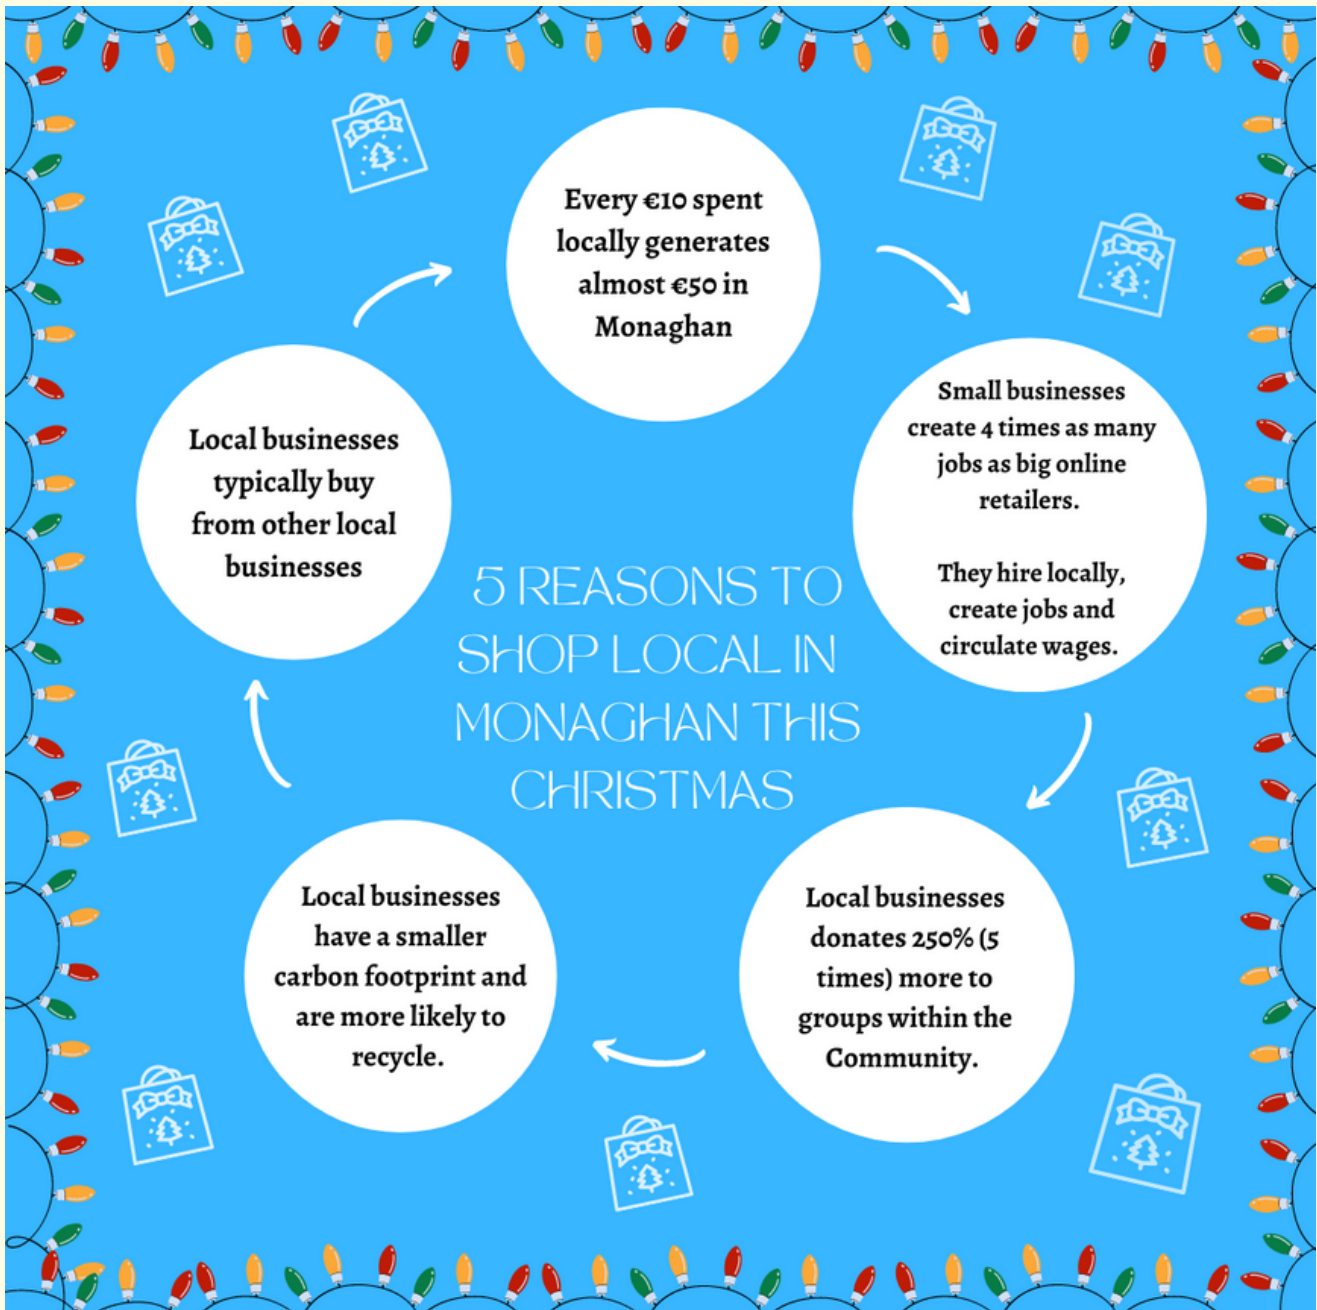 Every €10 spent
locally generates
almost €50 in
Monaghan
Small businesses
create 4 times as many
jobs as big online
retailers.
They hire locally,
create jobs and
circulate wages.
Local businesses
donates 250% (5
times) more to
groups within the
Community.
Local businesses
have a smaller
carbon footprint and
are more likely to
recycle.
Local businesses
typically buy
from other local
businesses
5 REASONS TO
SHOP LOCAL IN
MONAGHAN THIS
CHRISTMAS